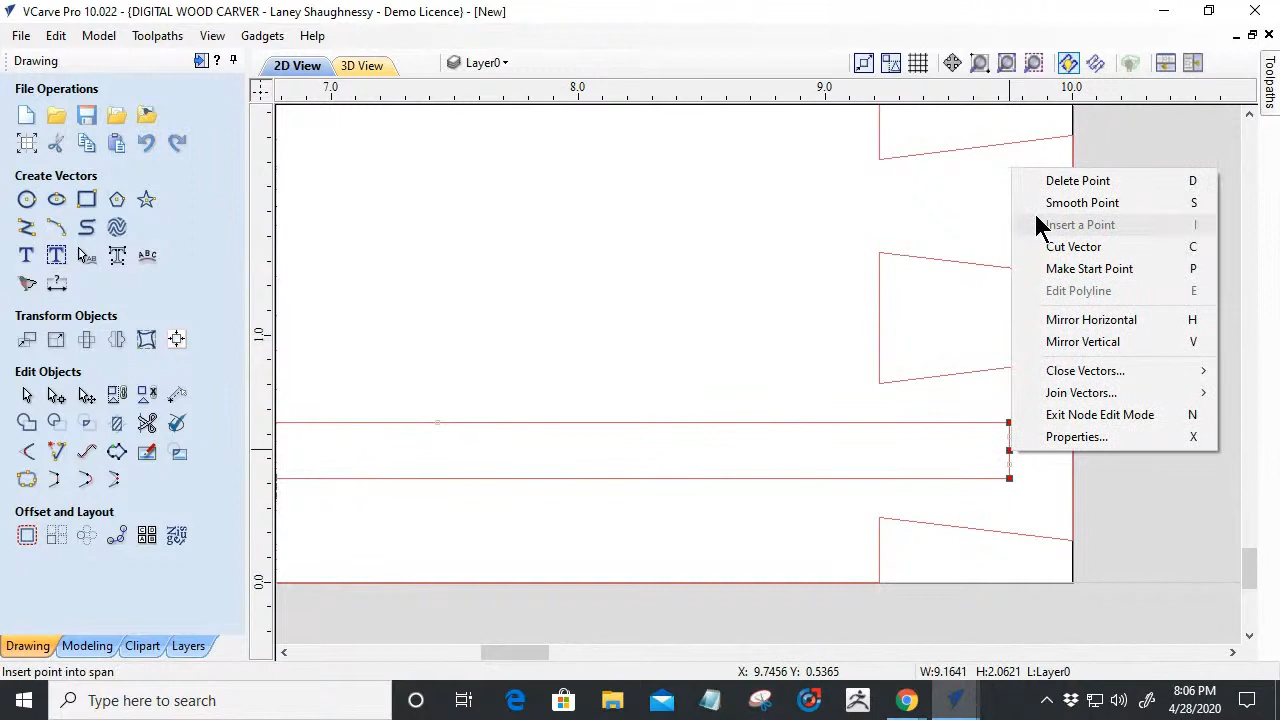 VCarve Pro 10.022 - {DIGITAL WOOD CARVER - Laney Shaughnessy - Demo Licence} - [New]
File Edit Model Toolpaths View Gadgets Help
Drawing ?
2D View 3D View Layer0
Toolpaths
File Operations
7.0 8.0 9.0 10.0
Create Vectors
Delete Point D
Smooth Point S
Insert a Point I
Cut Vector C
Make Start Point P
Edit Polyline E
Transform Objects
Mirror Horizontal H
Mirror Vertical V
1.0
Edit Objects
Close Vectors...
Join Vectors...
Exit Node Edit Mode N
Properties... X
Offset and Layout
0.0
Drawing Modeling Clipart Layers
Insert point into span X: 9.7456 Y: 0.5365 W:9.1641 H:2.0621 L:Layer0
Type here to search
8:06 PM
4/28/2020